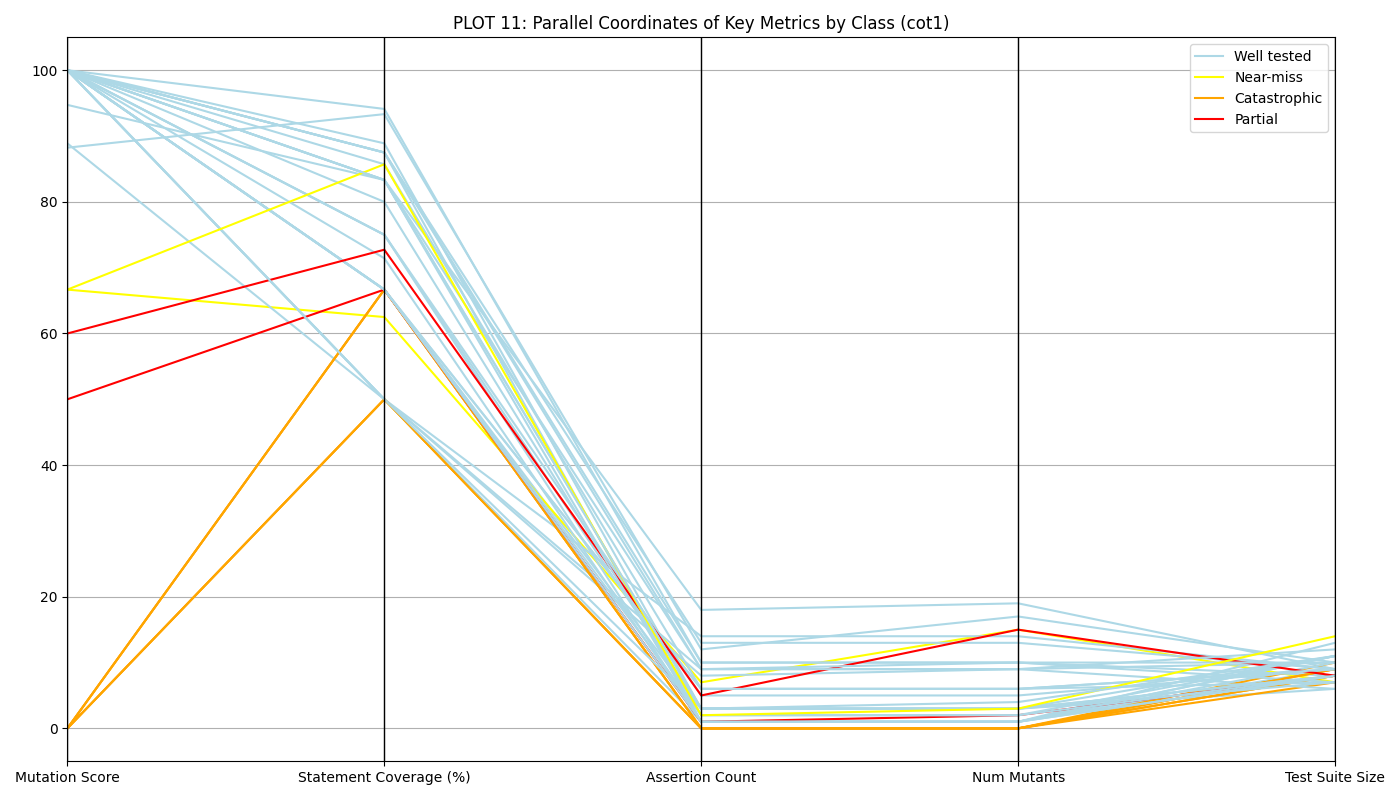 PLOT 11: Parallel Coordinates of Key Metrics by Class (cot1)
Well tested
Near-miss
Catastrophic
Partial
100
80
60
40
20
0
Mutation Score
Statement Coverage (%)
Assertion Count
Num Mutants
Test Suite Size